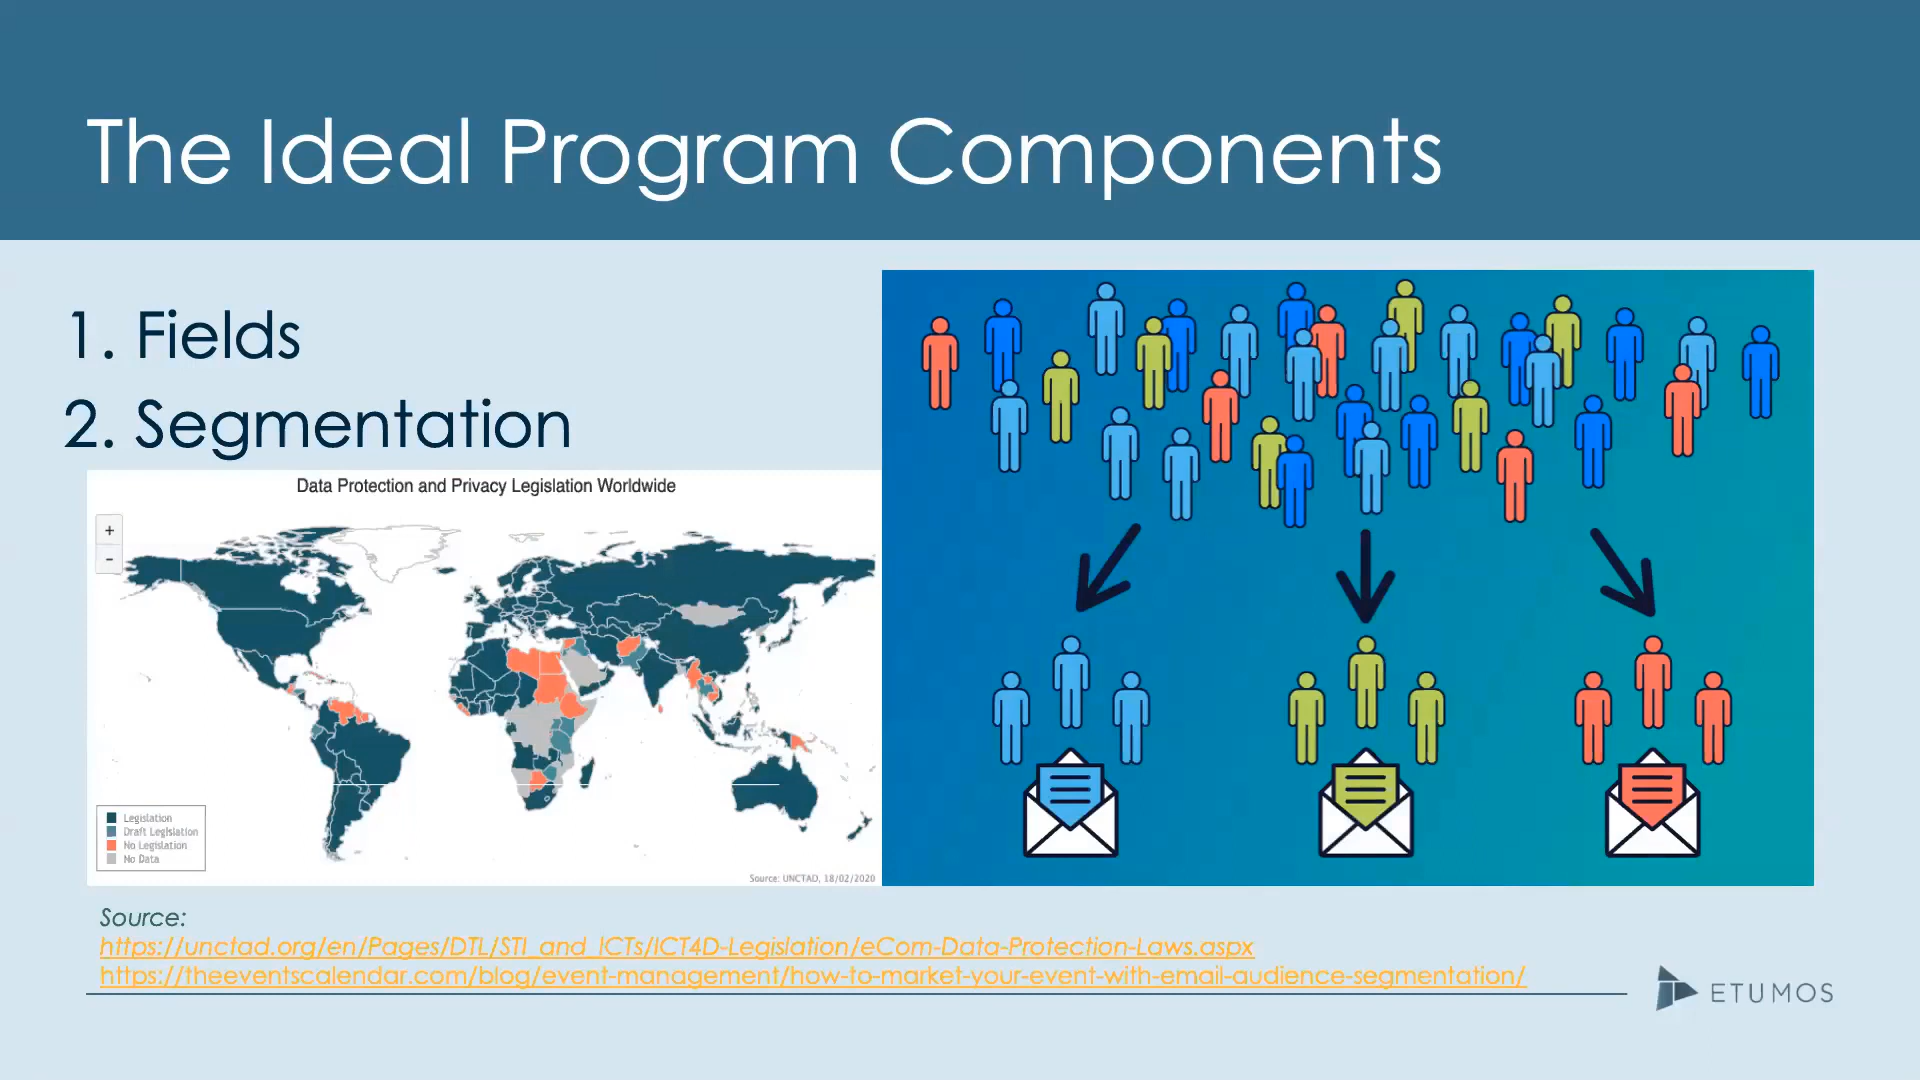 The Ideal Program Components
1. Fields
2. Segmentation
Data Protection and Privacy Legislation Worldwide
+
-
Legislation
Draft Legislation
No Legislation
No Data
Source: UNCTAD, 18/02/2020
Source:
https://unctad.org/en/Pages/DTL/STI_and_ICTs/ICT4D-Legislation/eCom-Data-Protection-Laws.aspx
https://theeventscalendar.com/blog/event-management/how-to-market-your-event-with-email-audience-segmentation/
ETUMOS